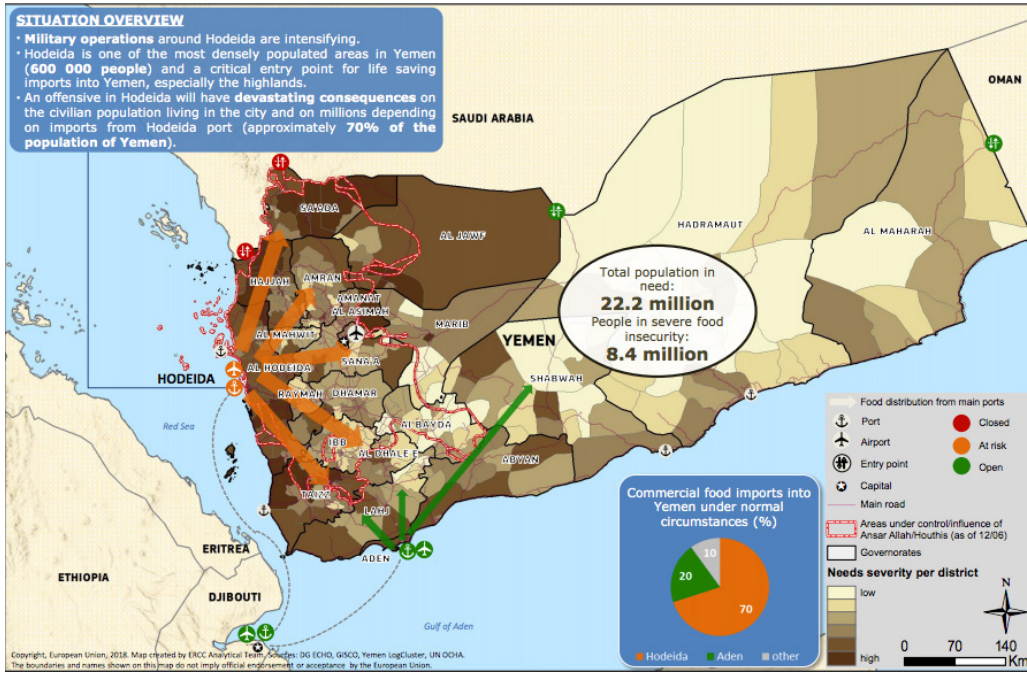 SITUATION OVERVIEW
· Military operations around Hodeida are intensifying.
· Hodeida is one of the most densely populated areas in Yemen
(600 000 people) and a critical entry point for life saving
imports into Yemen, especially the highlands.
· An offensive in Hodeida will have devastating consequences on
the civilian population living in the city and on millions depending
on imports from Hodeida port (approximately 70% of the
population of Yemen).
OMAN
SAUDI ARABIA
SA'ADA
AL JAWF
HADRAMAUT
AL MAHARAH
HAJJAH
AMRAN
AMANAT
AL ASIMAH
MARIB
AL MAHWIT
SANA'A
YEMEN
Total population in
need:
22.2 million
People in severe food
insecurity:
8.4 million
HODEIDA
AL HODEIDA
RAYMAH
DHAMAR
SHABWAH
Red Sea
Al BAYDA
IBB
AL DHALE'E
ABYAN
TAIZZ
LAHJ
ADEN
ERITREA
ETHIOPIA
DJIBOUTI
Gulf of Aden
Food distribution from main ports
Port
Closed
Airport
At risk
Entry point
Open
Capital
Main road
Areas under control/influence of
Ansar Allah/Houthis (as of 12/06)
Governorates
Needs severity per district
low
high
N
0 70 140
Km
Commercial food imports into
Yemen under normal
circumstances (%)
10
20
70
Hodeida Aden other
Copyright, European Union, 2018. Map created by ERCC Analytical Team, Sources: DG ECHO, GISCO, Yemen LogCluster, UN OCHA.
The boundaries and names shown on this map do not imply official endorsement or acceptance by the European Union.